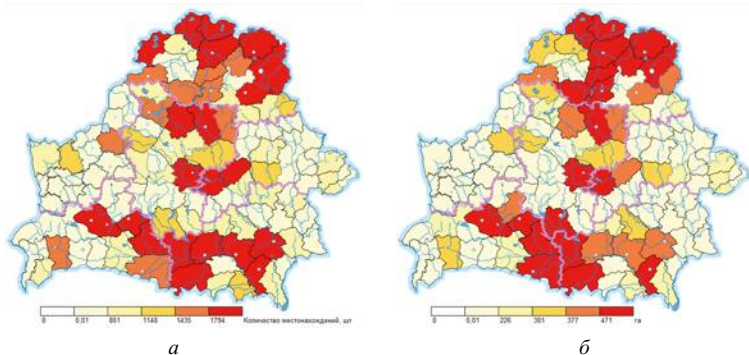 0 0,01 861 1148 1435 1794 Количество местонахождений, шт
0 0,01 226 301 377 471 га
а б